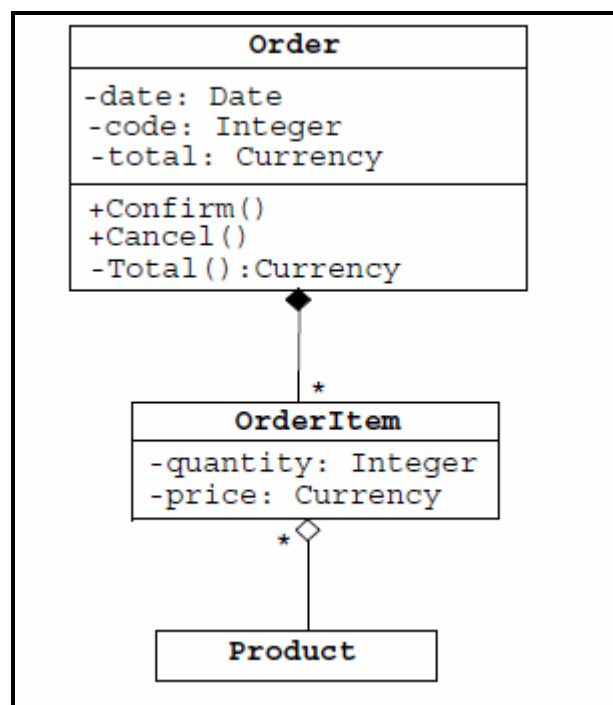 Order
-date: Date
-code: Integer
-total: Currency
+Confirm()
+Cancel()
-Total():Currency
*
OrderItem
-quantity: Integer
-price: Currency
*
Product